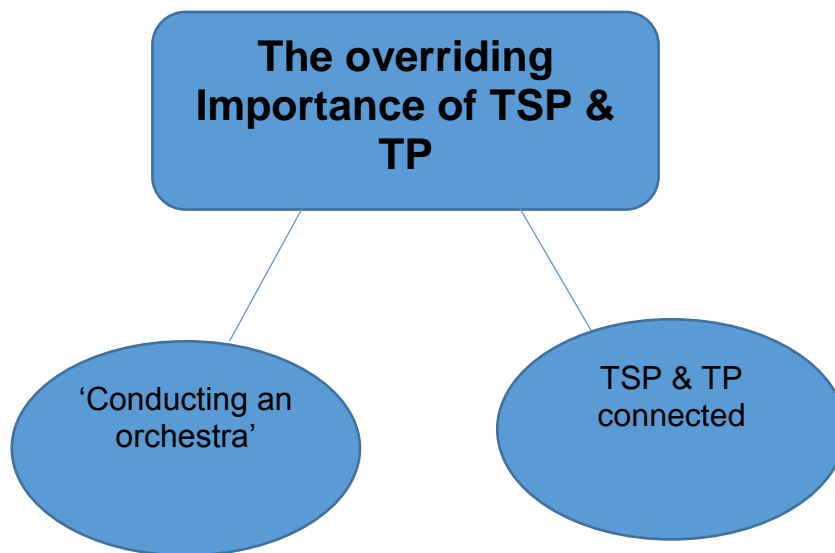 The overriding
Importance of TSP &
TP
‘Conducting an
orchestra’
TSP & TP
connected